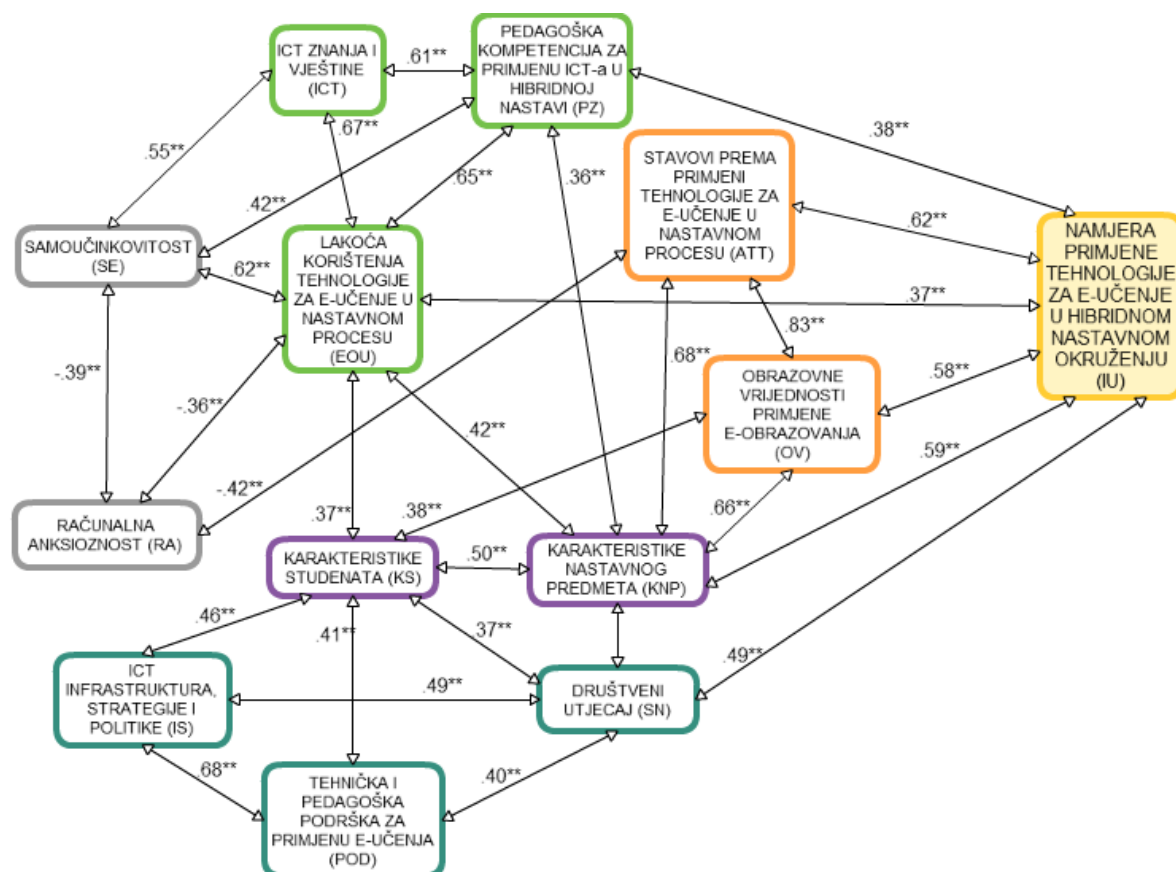 ICT ZNANJA I
VJEŠTINE
(ICT)
.61**
PEDAGOŠKA
KOMPETENCIJA ZA
PRIMJENU ICT-a U
HIBRIDNOJ
NASTAVI (PZ)
.38**
.67**
.55**
.42**
.65**
.36**
STAVOVI PREMA
PRIMJENI
TEHNOLOGIJE ZA
E-UČENJE U
NASTAVNOM
PROCESU (ATT)
.62**
SAMOUČINKOVITOST
(SE)
.62**
LAKOĆA
KORIŠTENJA
TEHNOLOGIJE
ZA E-UČENJE U
NASTAVNOM
PROCESU
(EOU)
.37**
NAMJERA
PRIMJENE
TEHNOLOGIJE
ZA E-UČENJE
U HIBRIDNOM
NASTAVNOM
OKRUŽENJU
(IU)
.83**
-.39**
-.36**
.68**
.58**
OBRAZOVNE
VRIJEDNOSTI
PRIMJENE
E-OBRAZOVANJA
(OV)
.42**
.59**
-.42**
.37**
.38**
.66**
RAČUNALNA
ANKSIOZNOST (RA)
KARAKTERISTIKE
STUDENATA (KS)
.50**
KARAKTERISTIKE
NASTAVNOG
PREDMETA (KNP)
.46**
.41**
.37**
.49**
ICT
INFRASTRUKTURA,
STRATEGIJE I
POLITIKE (IS)
.49**
DRUŠTVENI
UTJECAJ (SN)
.68**
.40**
TEHNIČKA I
PEDAGOŠKA
PODRŠKA ZA
PRIMJENU E-UČENJA
(POD)